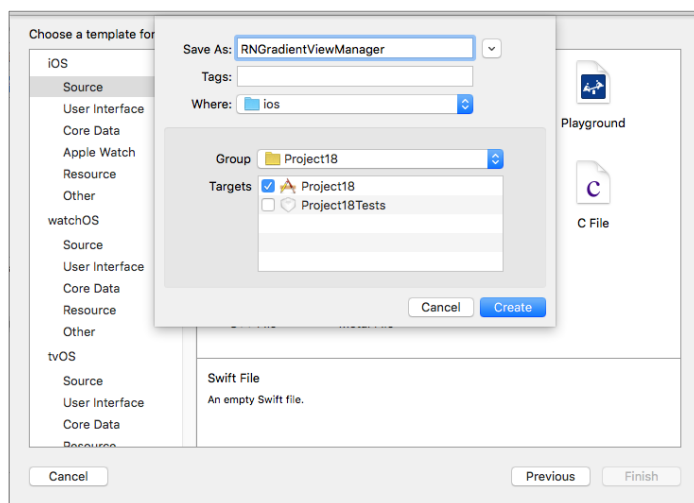 Choose a template for
iOS
Source
User Interface
Core Data
Apple Watch
Resource
Other
watchOS
Source
User Interface
Core Data
Resource
Other
tvOS
Source
User Interface
Core Data
Resource
Save As: RNGradientViewManager
Tags:
Where: ios
Group Project18
Targets Project18
Project18Tests
Cancel Create
Playground
C
C File
Swift File
An empty Swift file.
Cancel Previous Finish